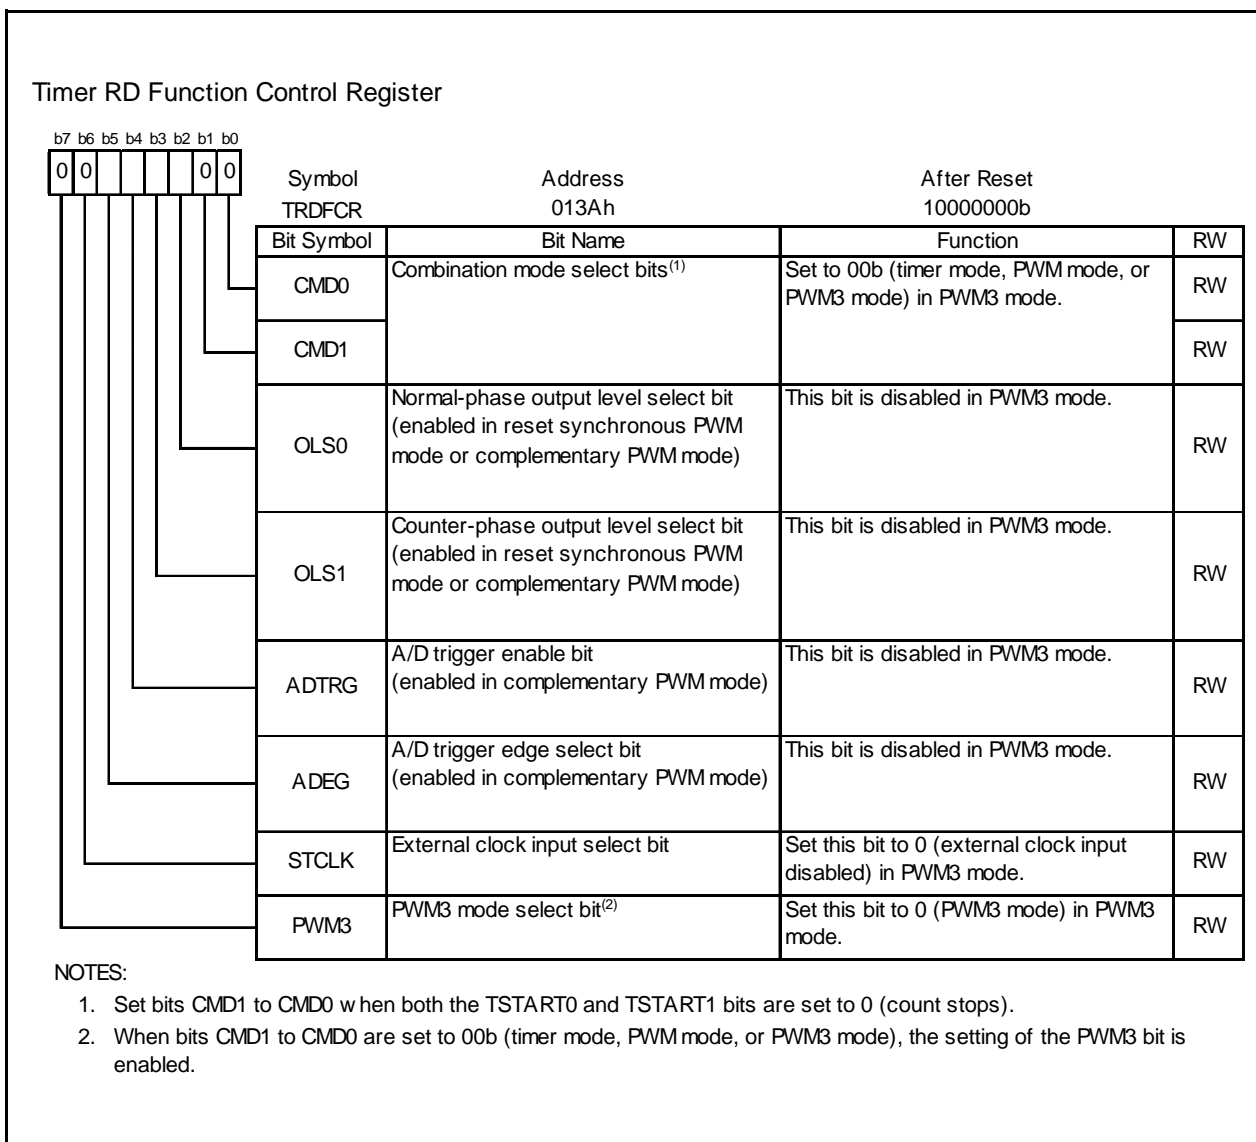 Timer RD Function Control Register
b7 b6 b5 b4 b3 b2 b1 b0
0 0 0 0
Symbol Address After Reset
TRDFCR 013Ah 10000000b
Bit Symbol Bit Name Function RW
CMD0 Combination mode select bits(1) Set to 00b (timer mode, PWM mode, or
PWM3 mode) in PWM3 mode. RW
CMD1 RW
OLS0 Normal-phase output level select bit
(enabled in reset synchronous PWM
mode or complementary PWM mode) This bit is disabled in PWM3 mode. RW
OLS1 Counter-phase output level select bit
(enabled in reset synchronous PWM
mode or complementary PWM mode) This bit is disabled in PWM3 mode. RW
ADTRG A/D trigger enable bit
(enabled in complementary PWM mode) This bit is disabled in PWM3 mode. RW
ADEG A/D trigger edge select bit
(enabled in complementary PWM mode) This bit is disabled in PWM3 mode. RW
STCLK External clock input select bit Set this bit to 0 (external clock input
disabled) in PWM3 mode. RW
PWM3 PWM3 mode select bit(2) Set this bit to 0 (PWM3 mode) in PWM3
mode. RW
NOTES:
1. Set bits CMD1 to CMD0 when both the TSTART0 and TSTART1 bits are set to 0 (count stops).
2. When bits CMD1 to CMD0 are set to 00b (timer mode, PWM mode, or PWM3 mode), the setting of the PWM3 bit is
enabled.